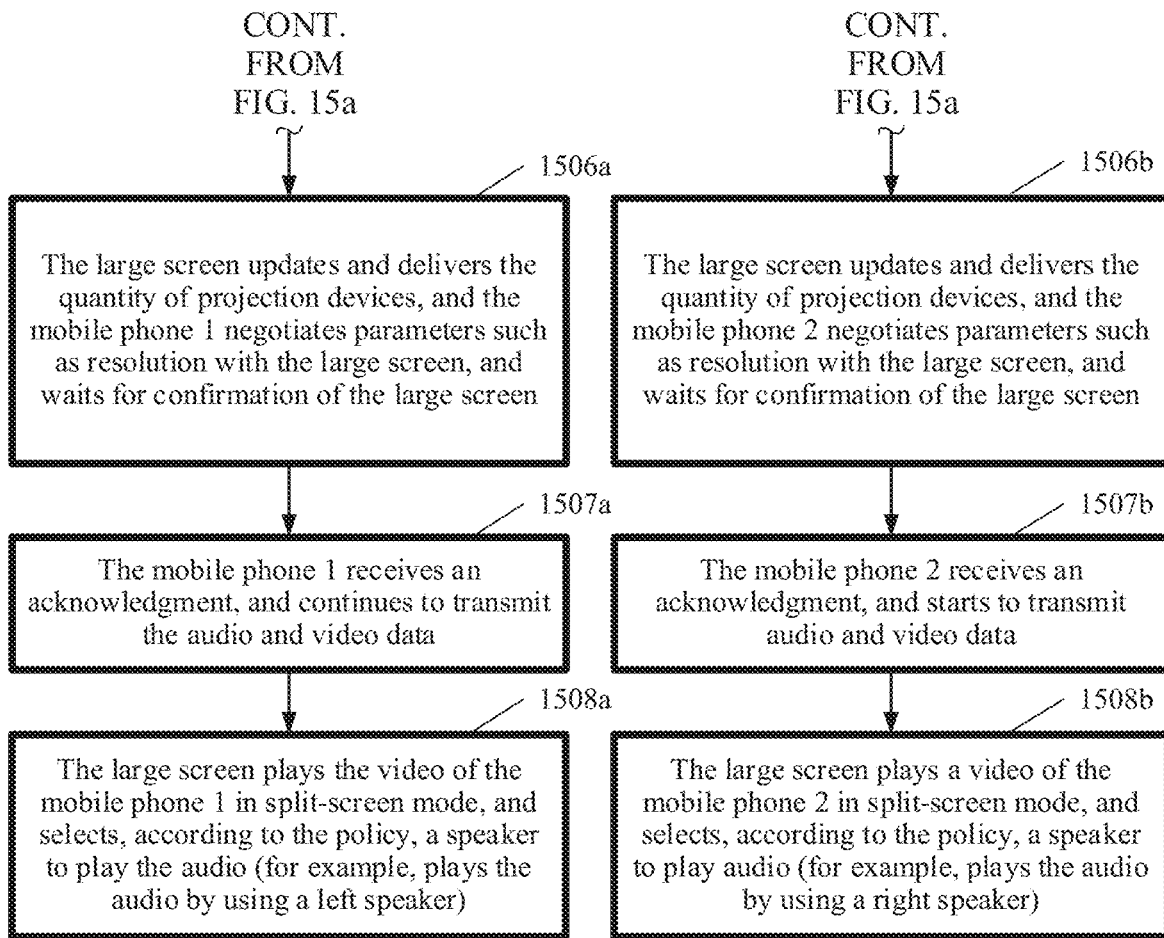 CONT.
FROM
FIG. 15a
1506a
The large screen updates and delivers the
quantity of projection devices, and the
mobile phone 1 negotiates parameters such
as resolution with the large screen, and
waits for confirmation of the large screen
1507a
The mobile phone 1 receives an
acknowledgment, and continues to transmit
the audio and video data
1508a
The large screen plays the video of the
mobile phone 1 in split-screen mode, and
selects, according to the policy, a speaker
to play the audio (for example, plays the
audio by using a left speaker)
CONT.
FROM
FIG. 15a
1506b
The large screen updates and delivers the
quantity of projection devices, and the
mobile phone 2 negotiates parameters such
as resolution with the large screen, and
waits for confirmation of the large screen
1507b
The mobile phone 2 receives an
acknowledgment, and starts to transmit
audio and video data
1508b
The large screen plays a video of the
mobile phone 2 in split-screen mode, and
selects, according to the policy, a speaker
to play audio (for example, plays the audio
by using a right speaker)